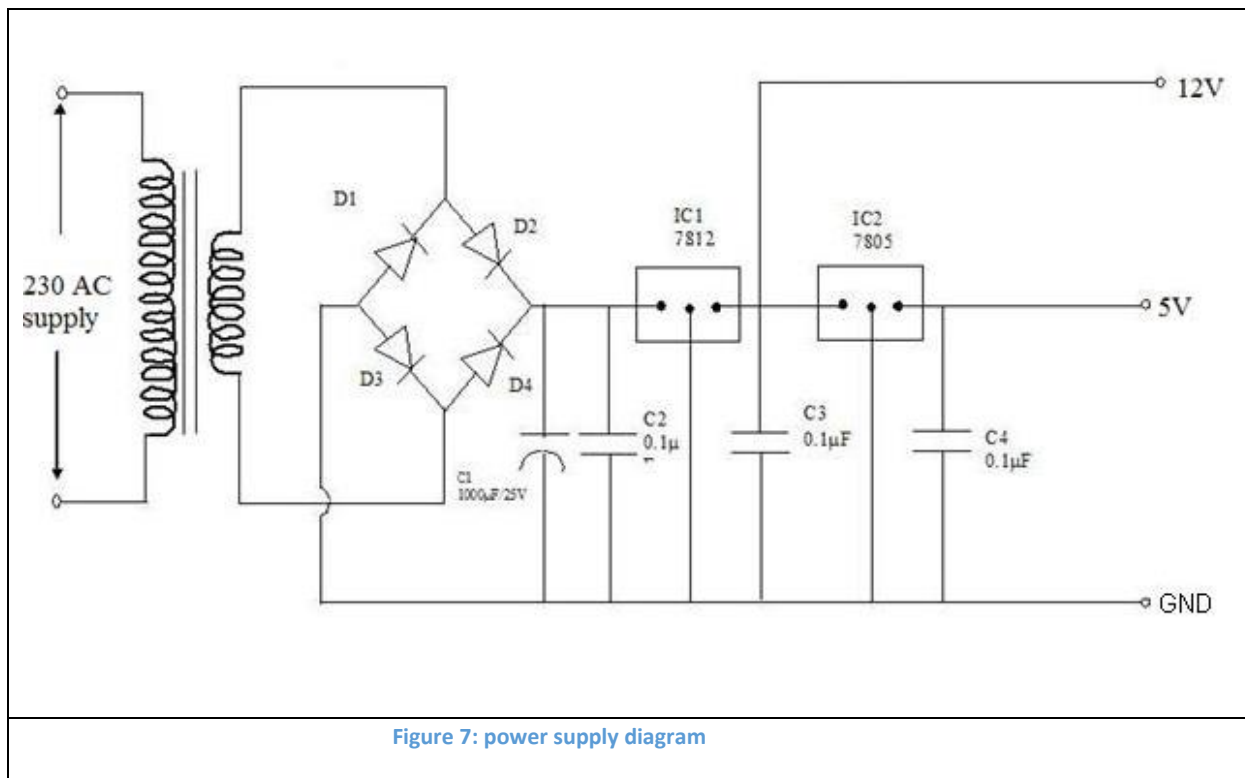 12V
D1
D2
IC1
7812
IC2
7805
230 AC
supply
5V
D3
D4
C2
0.1µ
C3
0.1µF
C4
0.1µF
C1
1000µF/25V
GND
Figure 7: power supply diagram